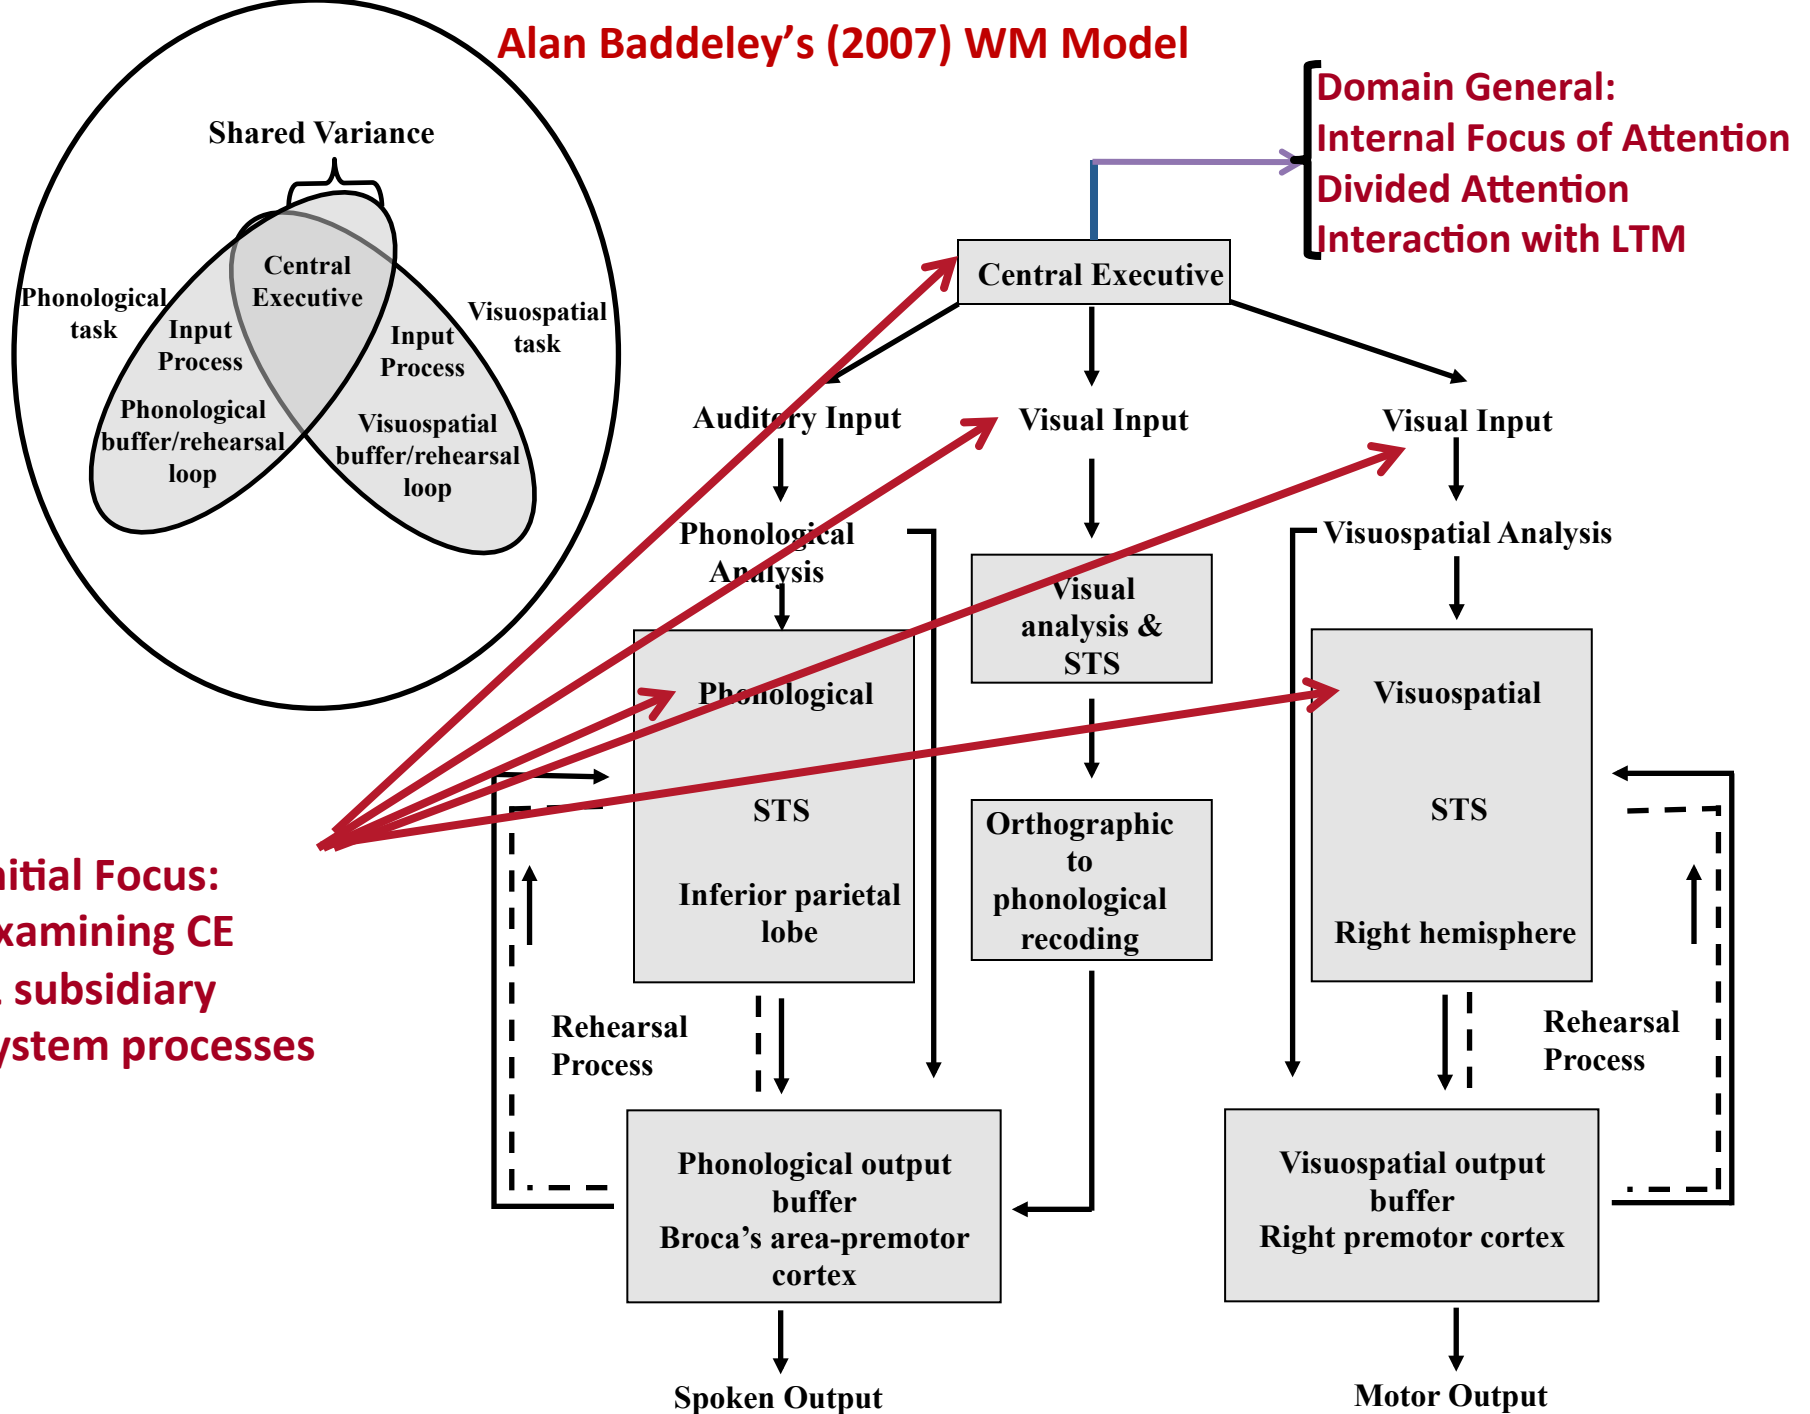 Alan Baddeley’s (2007) WM Model
Shared Variance
Central
Executive
Phonological
task
Input
Process
Input
Process
Visuospatial
task
Phonological
buffer/rehearsal
loop
Visuospatial
buffer/rehearsal
loop
Domain General:
Internal Focus of Attention
Divided Attention
Interaction with LTM
Central Executive
Auditory Input
Visual Input
Visual Input
Phonological
Analysis
Visual
analysis &
STS
Visuospatial Analysis
Phonological
STS
Inferior parietal
lobe
Orthographic
to
phonological
recoding
Visuospatial
STS
Right hemisphere
nitial Focus:
xamining CE
subsidiary
ystem processes
Rehearsal
Process
Rehearsal
Process
Phonological output
buffer
Broca’s area-premotor
cortex
Visuospatial output
buffer
Right premotor cortex
Spoken Output
Motor Output